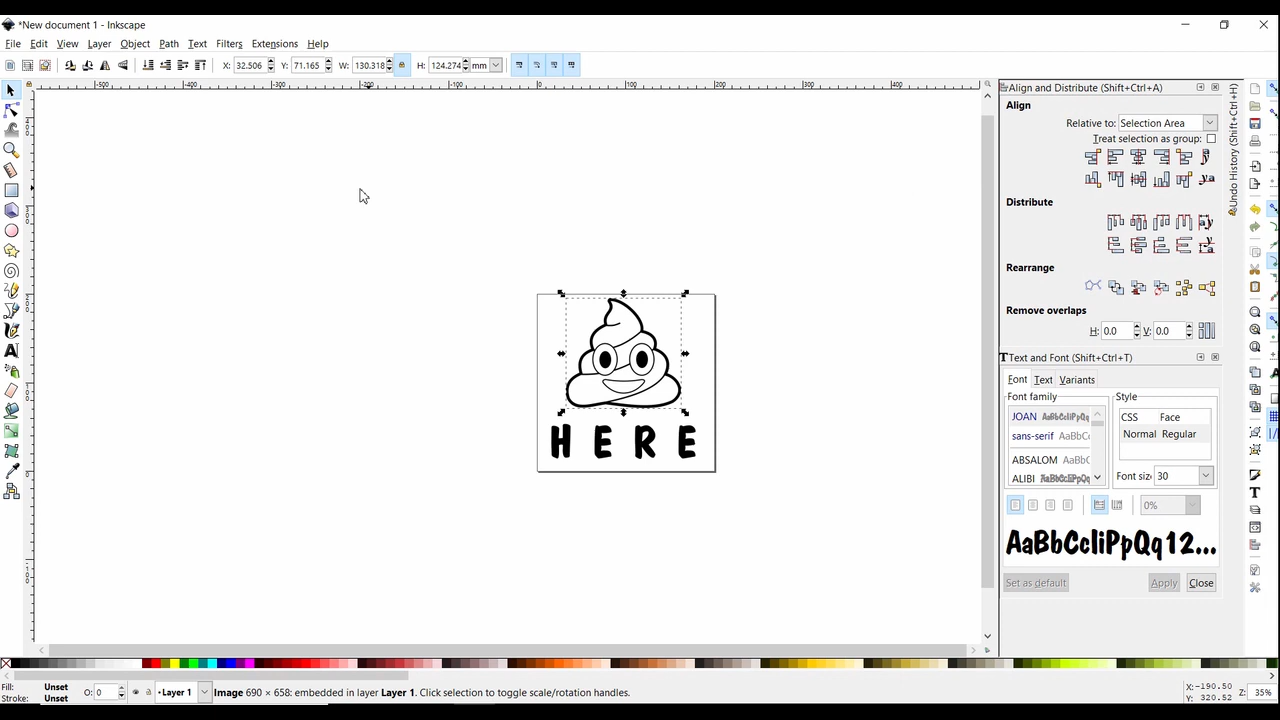 *New document 1 - Inkscape
File Edit View Layer Object Path Text Filters Extensions Help
X: 32.506 Y: 71.165 W: 130.318 H: 124.274 mm
Align and Distribute (Shift+Ctrl+A)
Align
Relative to: Selection Area
Treat selection as group:
Distribute
Rearrange
Remove overlaps
H: 0.0 V: 0.0
Undo History (Shift+Ctrl+H)
Text and Font (Shift+Ctrl+T)
Font Text Variants
Font family Style
JOAN AaBbCcIiPpQq CSS Face
sans-serif AaBbCc Normal Regular
ABSALOM AaBbCc
ALIBI AaBbCcIiPpQq Font size 30
0%
AaBbCcIiPpQq12...
Set as default Apply Close
H E R E
Fill: Unset
Stroke: Unset
O: 0
Layer 1
Image 690 × 658: embedded in layer Layer 1. Click selection to toggle scale/rotation handles.
X: -190.50
Y: 320.52
Z: 35%